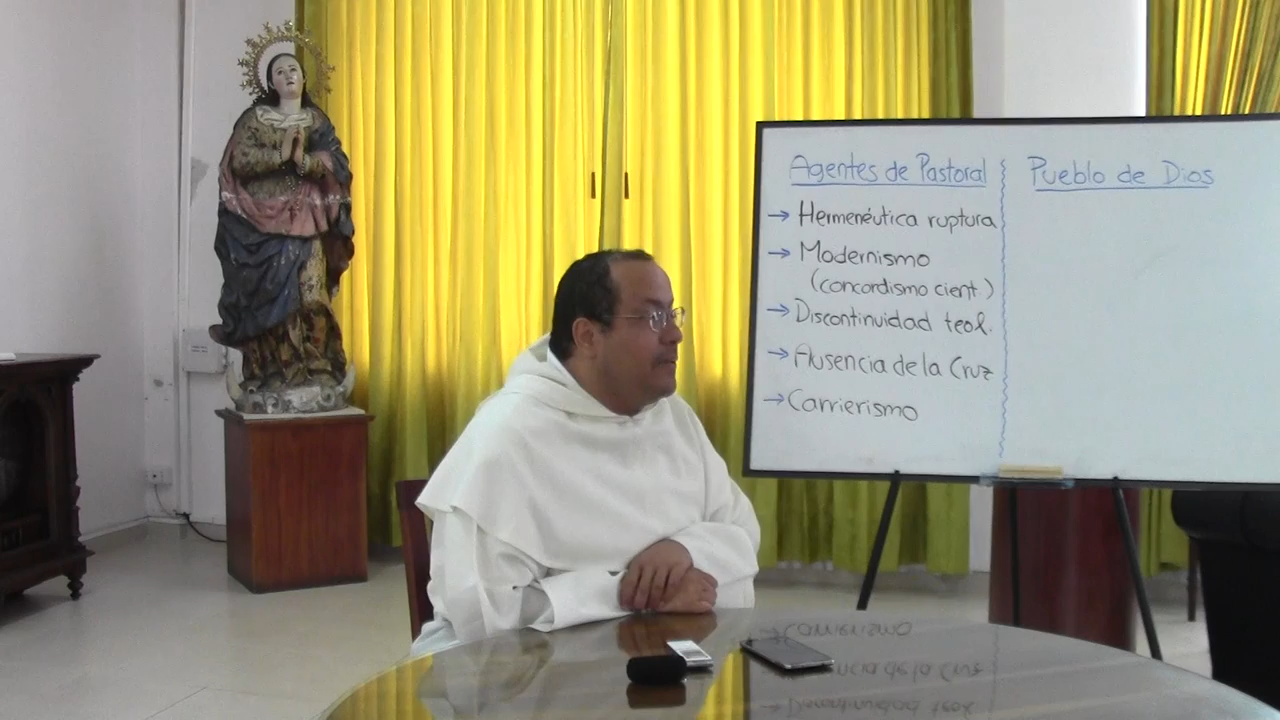 Agentes de Pastoral
→ Hermenéutica ruptura
→ Modernismo
(concordismo cient.)
→ Discontinuidad teol.
→ Ausencia de la Cruz
→ Carrierismo
Pueblo de Dios